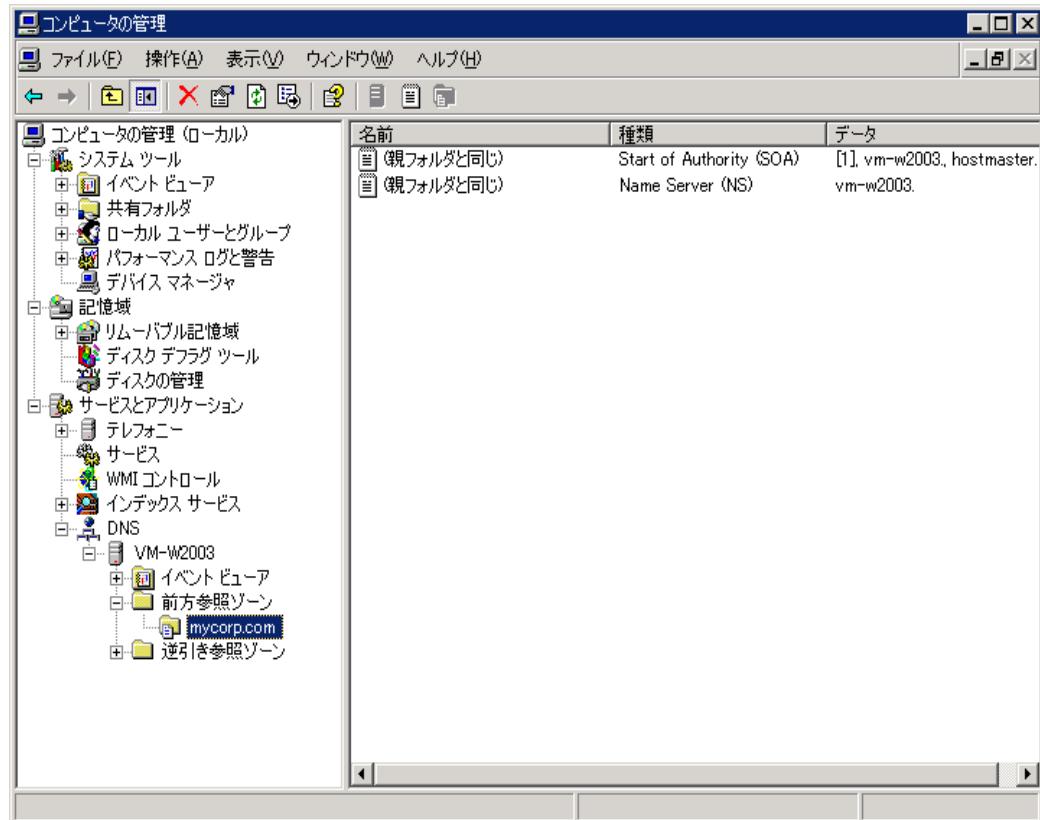 コンピュータの管理
ファイル(F) 操作(A) 表示(V) ウィンドウ(W) ヘルプ(H)
コンピュータの管理 (ローカル)
システム ツール
イベント ビューア
共有フォルダ
ローカル ユーザーとグループ
パフォーマンス ログと警告
デバイス マネージャ
記憶域
リムーバブル記憶域
ディスク デフラグ ツール
ディスクの管理
サービスとアプリケーション
テレフォニー
サービス
WMI コントロール
インデックス サービス
DNS
VM-W2003
イベント ビューア
前方参照ゾーン
mycorp.com
逆引き参照ゾーン
名前 種類 データ
(親フォルダと同じ) Start of Authority (SOA) [1], vm-w2003., hostmaster.
(親フォルダと同じ) Name Server (NS) vm-w2003.